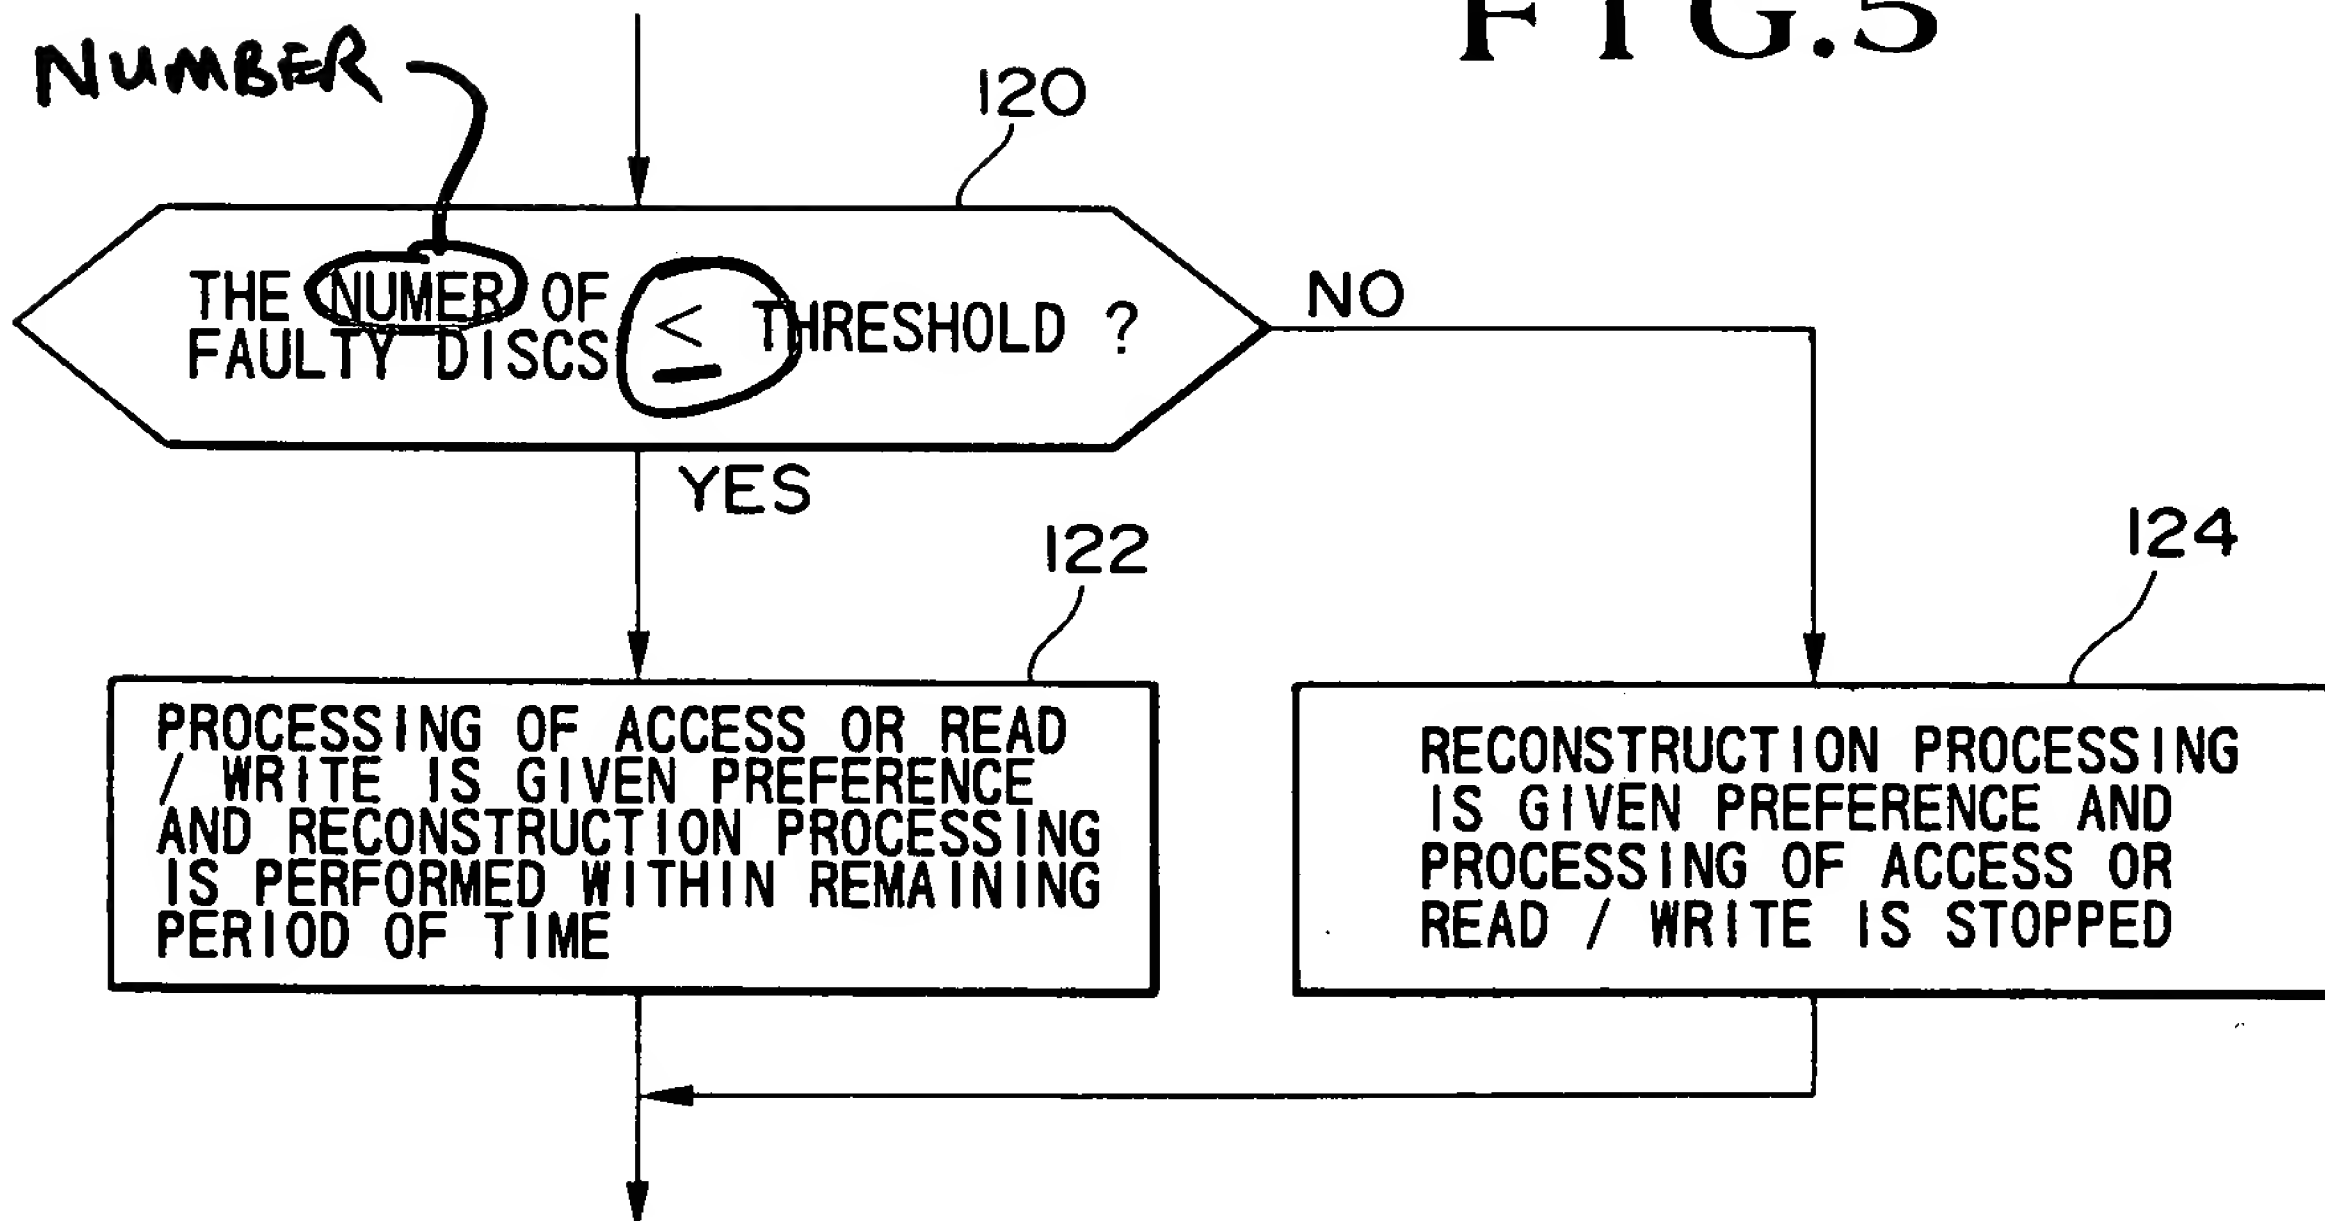 FIG.5
NUMBER
120
THE NUMER OF
FAULTY DISCS ≤ THRESHOLD ?
NO
YES
122
124
PROCESSING OF ACCESS OR READ
/ WRITE IS GIVEN PREFERENCE
AND RECONSTRUCTION PROCESSING
IS PERFORMED WITHIN REMAINING
PERIOD OF TIME
RECONSTRUCTION PROCESSING
IS GIVEN PREFERENCE AND
PROCESSING OF ACCESS OR
READ / WRITE IS STOPPED